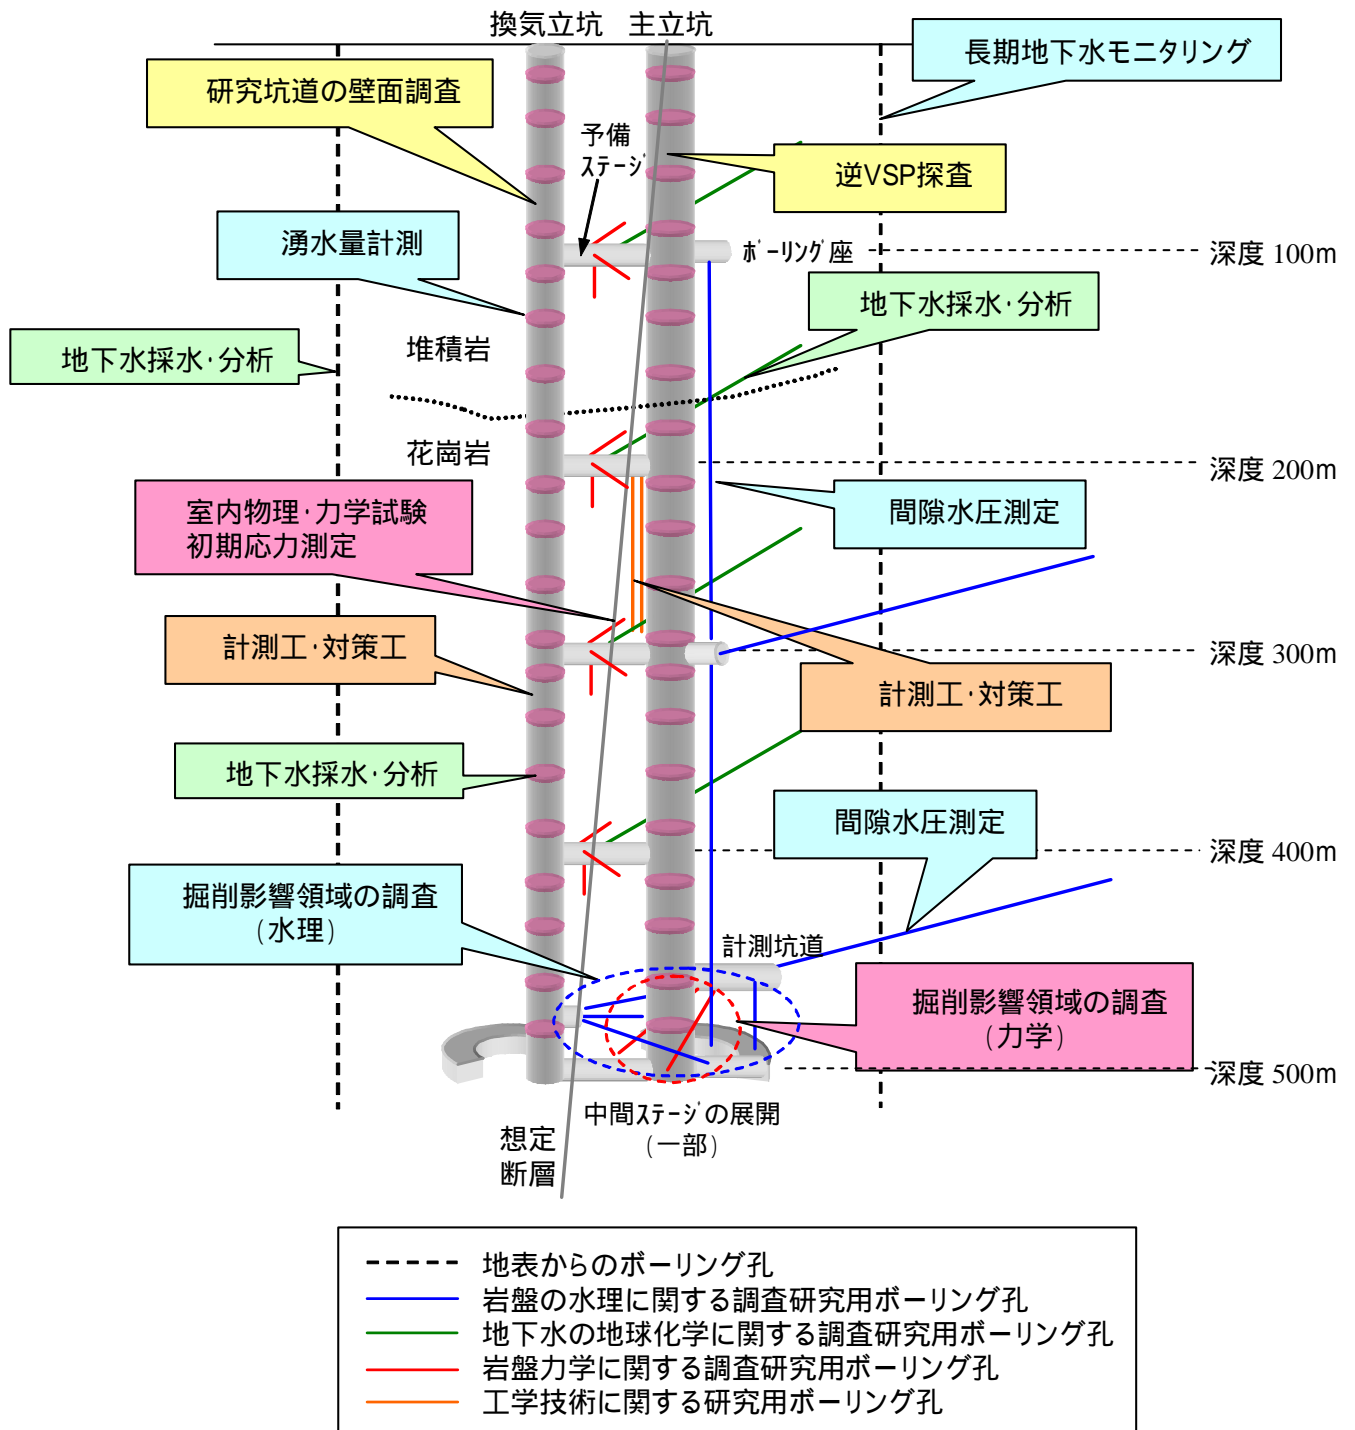 換気立坑 主立坑
長期地下水モニタリング
研究坑道の壁面調査
予備
ステージ
逆VSP探査
湧水量計測
ボーリング座
深度 100m
地下水採水・分析
地下水採水・分析
堆積岩
花崗岩
深度 200m
室内物理・力学試験
初期応力測定
間隙水圧測定
計測工・対策工
深度 300m
計測工・対策工
地下水採水・分析
間隙水圧測定
深度 400m
掘削影響領域の調査
(水理)
計測坑道
掘削影響領域の調査
(力学)
深度 500m
中間ステージの展開
(一部)
想定
断層
地表からのボーリング孔
岩盤の水理に関する調査研究用ボーリング孔
地下水の地球化学に関する調査研究用ボーリング孔
岩盤力学に関する調査研究用ボーリング孔
工学技術に関する研究用ボーリング孔